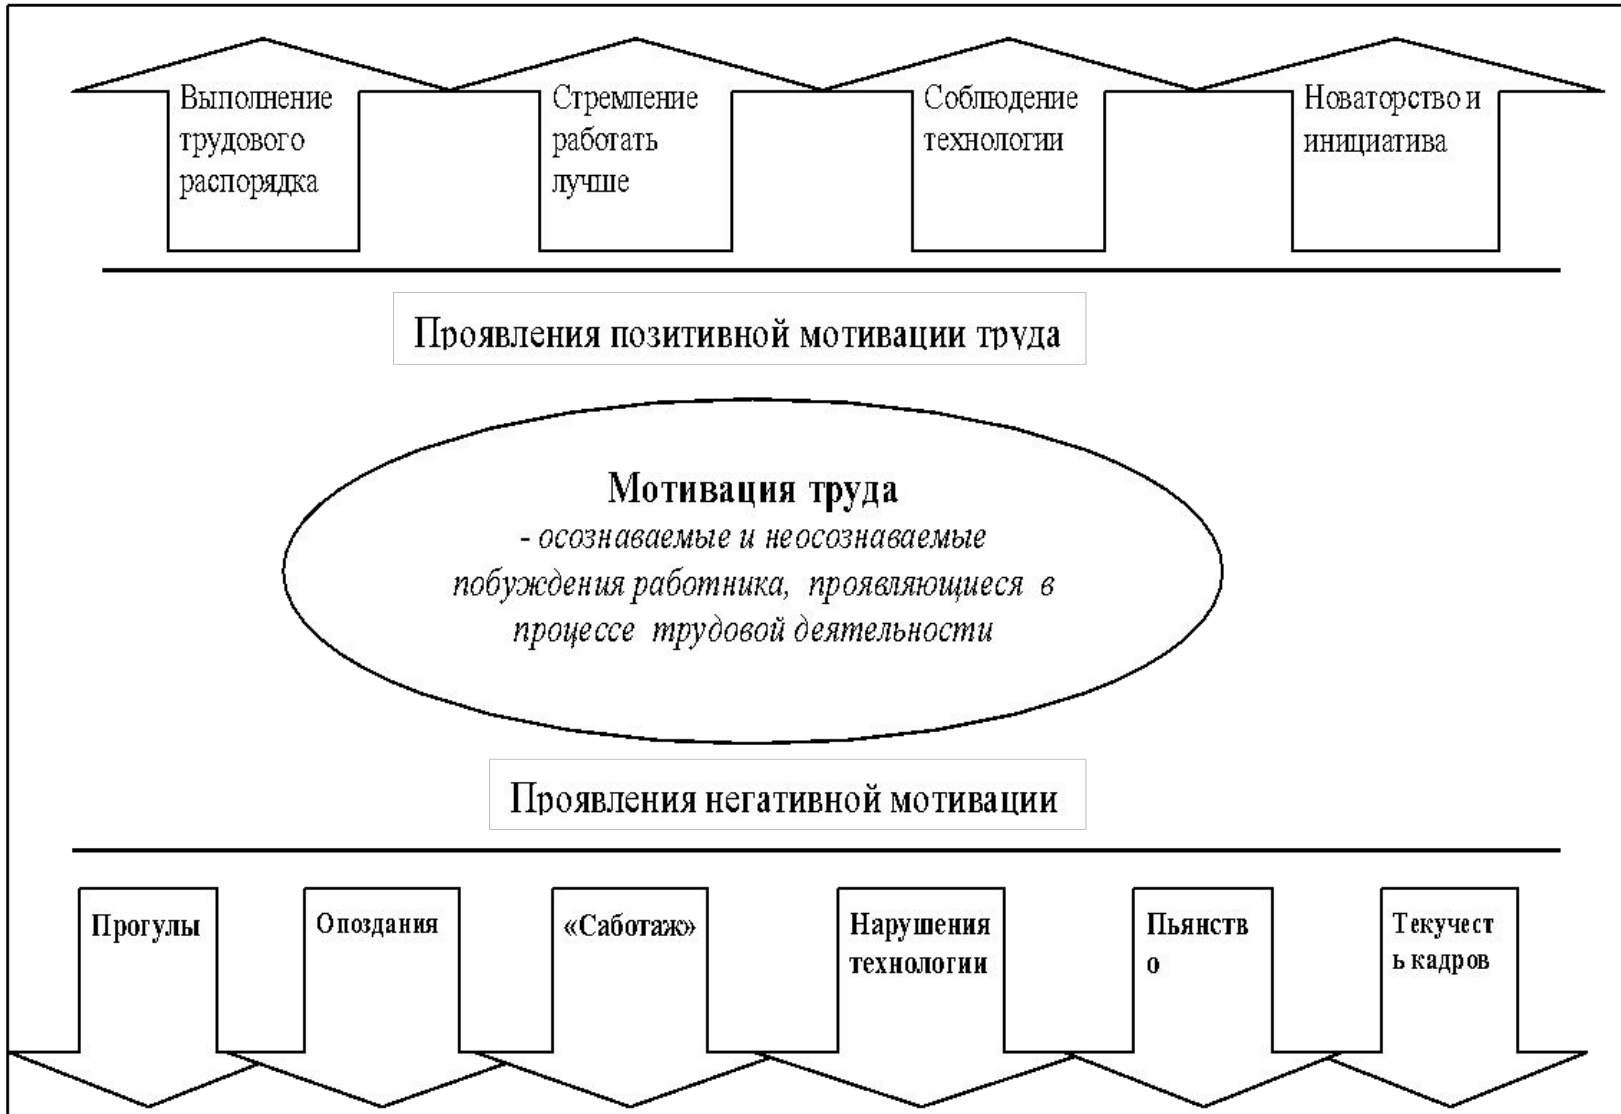 Выполнение
трудового
распорядка
Стремление
работать
лучше
Соблюдение
технологии
Новаторство и
инициатива
Проявления позитивной мотивации труда
Мотивация труда
- осознаваемые и неосознаваемые
побуждения работника, проявляющиеся в
процессе трудовой деятельности
Проявления негативной мотивации
Прогулы
Опоздания
«Саботаж»
Нарушения
технологии
Пьянств
о
Текучест
ь кадров